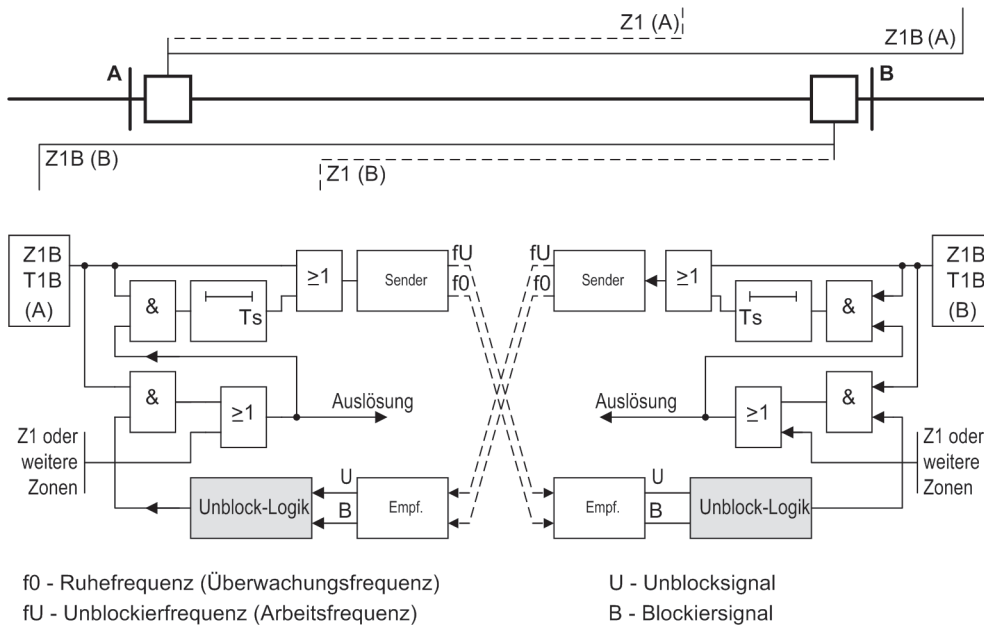 Z1 (A)
Z1B (A)
A
B
Z1B (B)
Z1 (B)
Z1B
T1B
(A)
&
Ts
≥1
Sender
fU
f0
fU
f0
Sender
≥1
Ts
&
Z1B
T1B
(B)
&
≥1
Auslösung
Auslösung
≥1
&
Z1 oder
weitere
Zonen
Z1 oder
weitere
Zonen
Unblock-Logik
U
B
Empf.
Empf.
U
B
Unblock-Logik
f0 - Ruhefrequenz (Überwachungsfrequenz)
U - Unblocksignal
fU - Unblockierfrequenz (Arbeitsfrequenz)
B - Blockiersignal